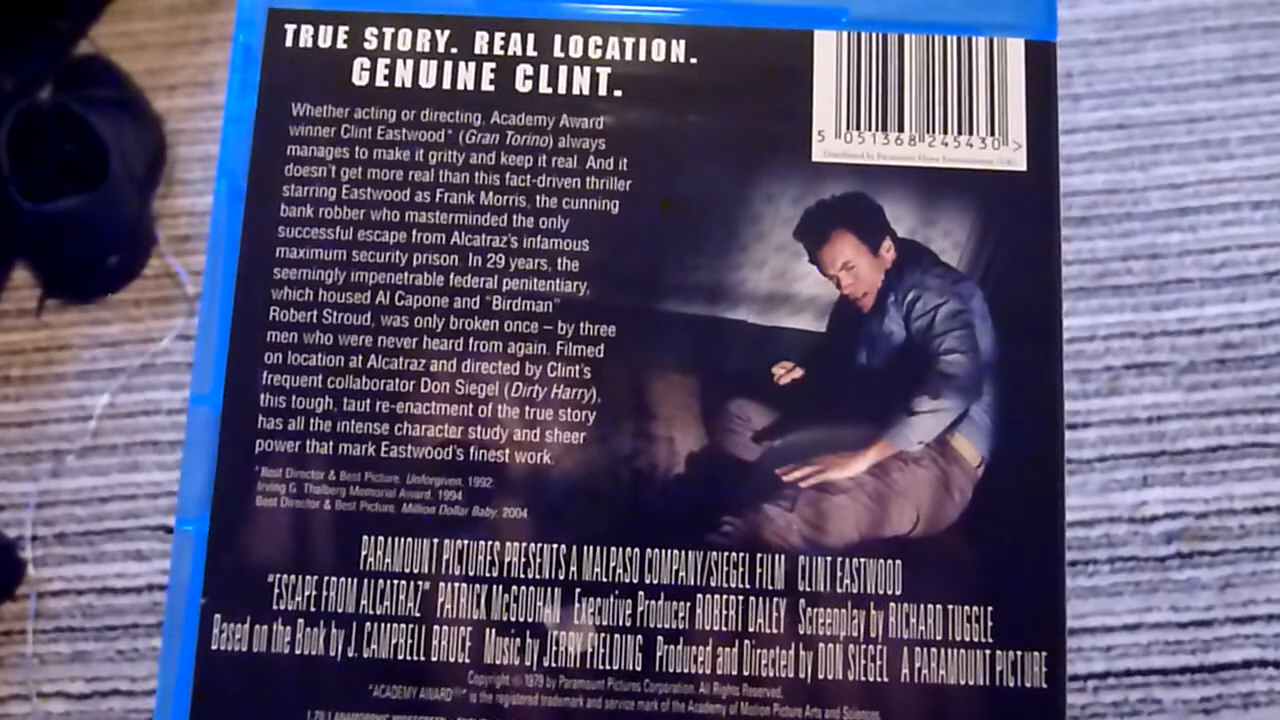 TRUE STORY. REAL LOCATION.
GENUINE CLINT.
Whether acting or directing, Academy Award
winner Clint Eastwood* (Gran Torino) always
manages to make it gritty and keep it real. And it
doesn't get more real than this fact-driven thriller
starring Eastwood as Frank Morris, the cunning
bank robber who masterminded the only
successful escape from Alcatraz's infamous
maximum security prison. In 29 years, the
seemingly impenetrable federal penitentiary,
which housed Al Capone and "Birdman"
Robert Stroud, was only broken once – by three
men who were never heard from again. Filmed
on location at Alcatraz and directed by Clint's
frequent collaborator Don Siegel (Dirty Harry),
this tough, taut re-enactment of the true story
has all the intense character study and sheer
power that mark Eastwood's finest work.
*Best Director & Best Picture, Unforgiven, 1992
Irving G. Thalberg Memorial Award, 1994
Best Director & Best Picture, Million Dollar Baby, 2004
5 051368 245430 >
Distributed by Paramount Home Entertainment (UK)
PARAMOUNT PICTURES PRESENTS A MALPASO COMPANY/SIEGEL FILM CLINT EASTWOOD
"ESCAPE FROM ALCATRAZ" PATRICK McGOOHAN Executive Producer ROBERT DALEY Screenplay by RICHARD TUGGLE
Based on the Book by J. CAMPBELL BRUCE Music by JERRY FIELDING Produced and Directed by DON SIEGEL A PARAMOUNT PICTURE
Copyright © 1979 by Paramount Pictures Corporation. All Rights Reserved.
"ACADEMY AWARD®" is the registered trademark and service mark of the Academy of Motion Picture Arts and Sciences.